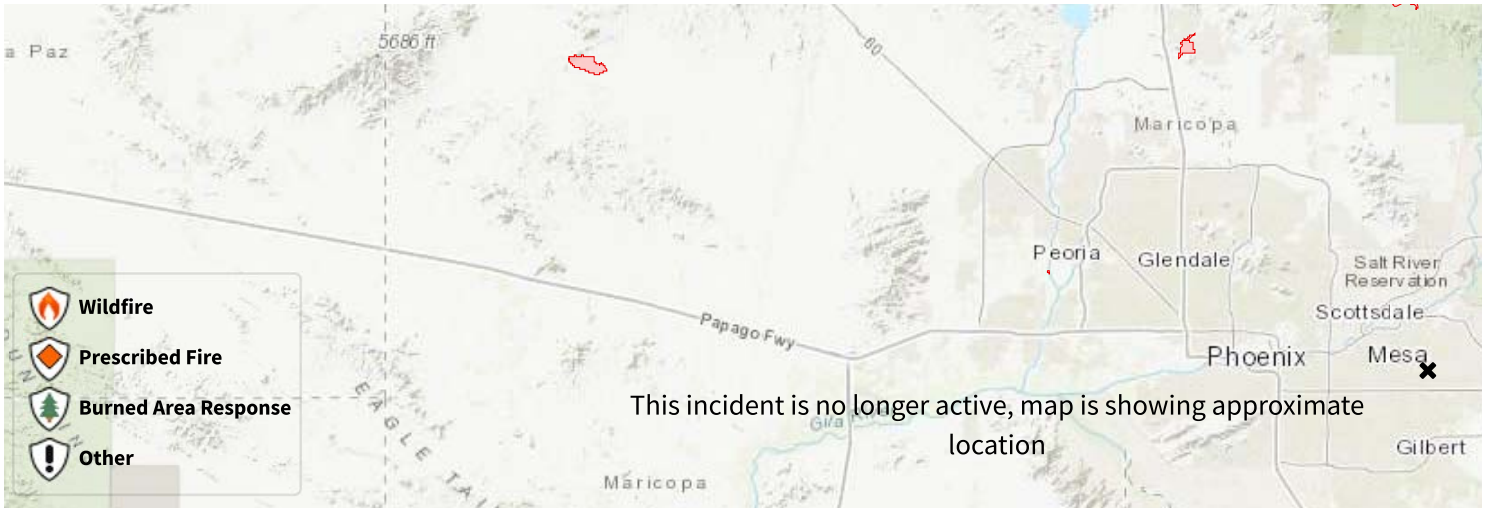 a Paz
5686 ft
60
Maricopa
Peoria
Glendale
Salt River
Reservation
Scottsdale
Papago Fwy
Phoenix
Mesa
Wildfire
Prescribed Fire
Burned Area Response
Other
EAGLE TAI
This incident is no longer active, map is showing approximate
location
Gila
Gilbert
Maricopa